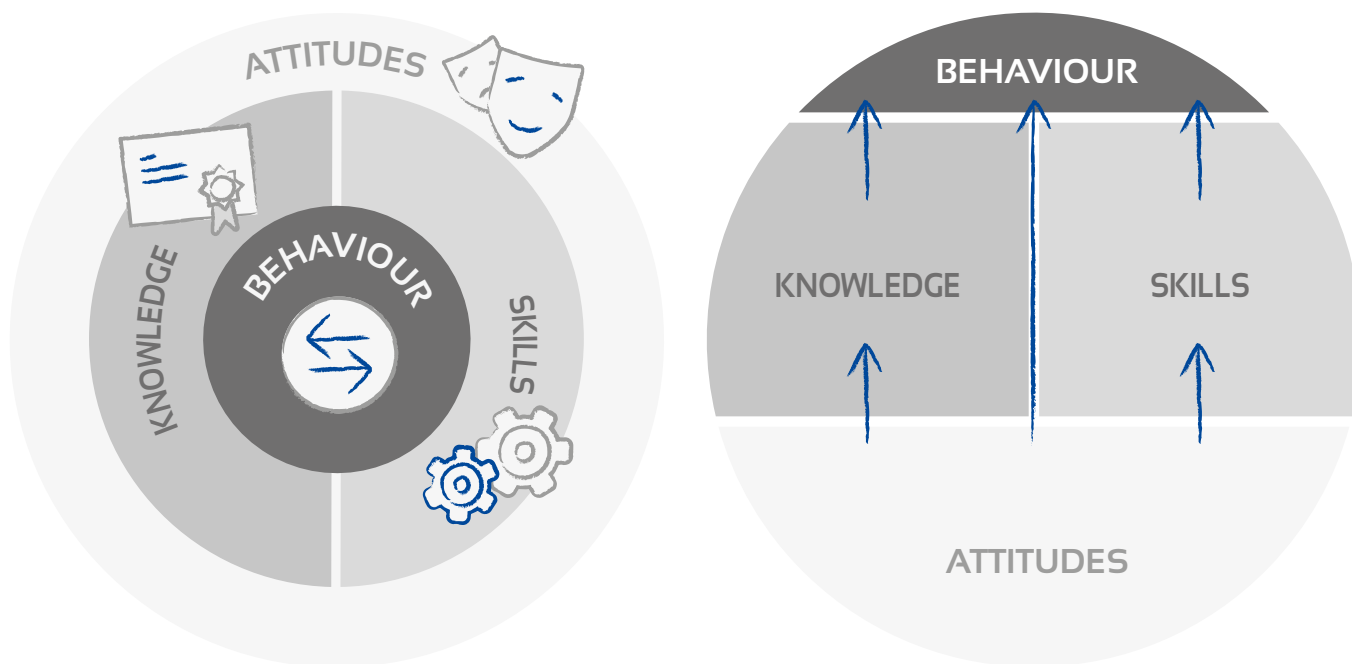 ATTITUDES
KNOWLEDGE
BEHAVIOUR
SKILLS
BEHAVIOUR
KNOWLEDGE
SKILLS
ATTITUDES